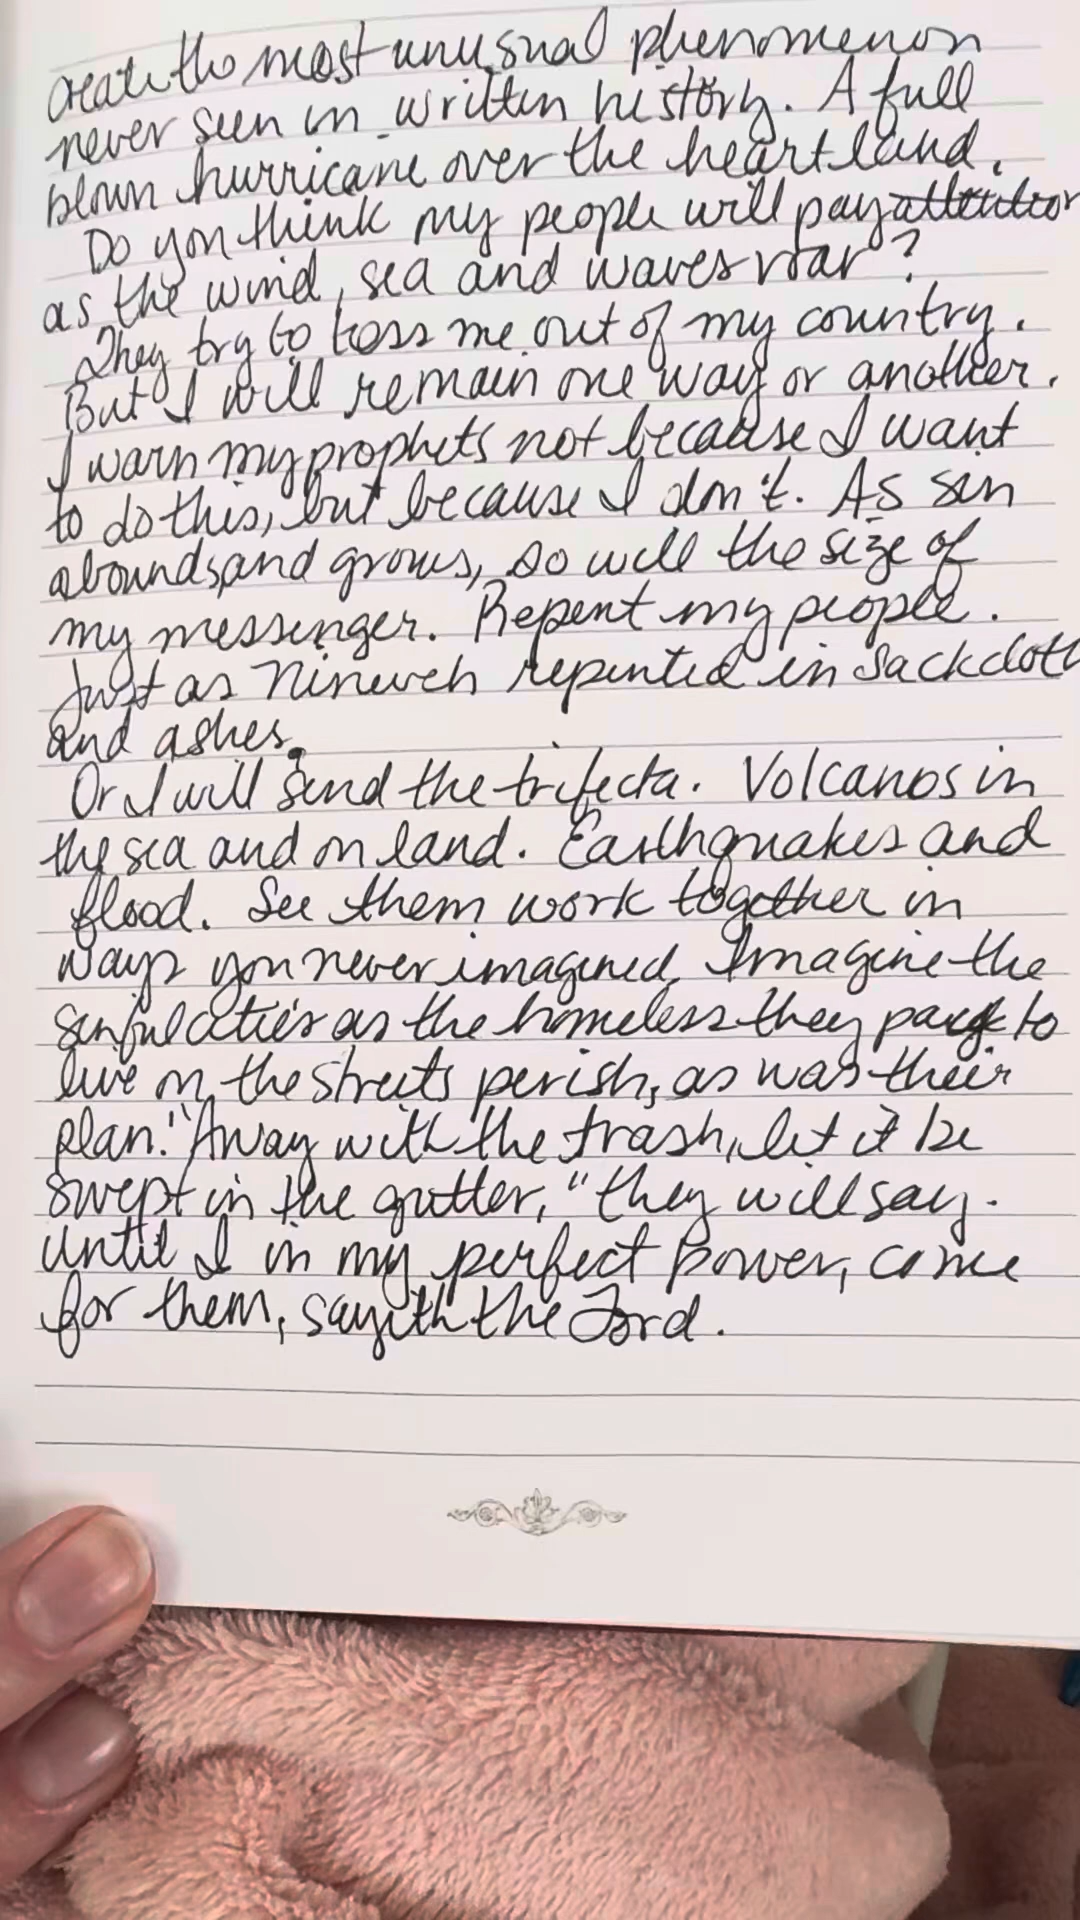 create the most unusual phenomenon
never seen in written history. A full
blown hurricane over the heartland.
Do you think my people will pay attention
as the wind, sea and waves roar?
They try to toss me out of my country.
But I will remain one way or another.
I warn my prophets not because I want
to do this, but because I don't. As sin
abounds, and grows, so will the size of
my messenger. Repent my people.
Just as Nineveh repented in sackcloth
and ashes.
Or I will send the trifecta. Volcanos in
the sea and on land. Earthquakes and
flood. See them work together in
ways you never imagined. Imagine the
sinful cities as the homeless they pay to
live on the streets perish, as was their
plan. "Away with the trash, let it be
swept in the gutter," they will say.
Until I in my perfect power, come
for them, sayith the Lord.